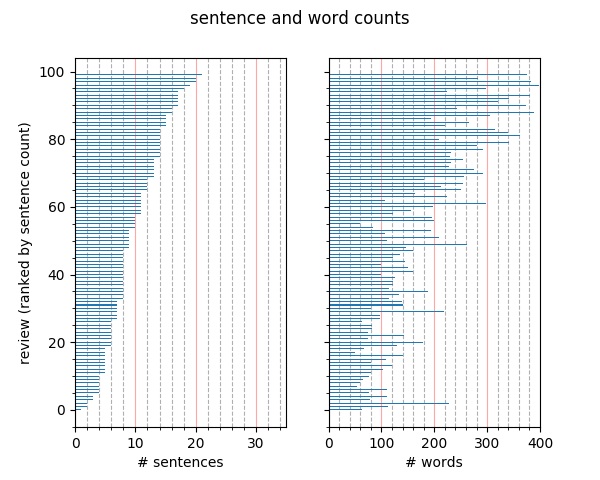 sentence and word counts
review (ranked by sentence count)
100
80
60
40
20
0
0 10 20 30
# sentences
0 100 200 300 400
# words